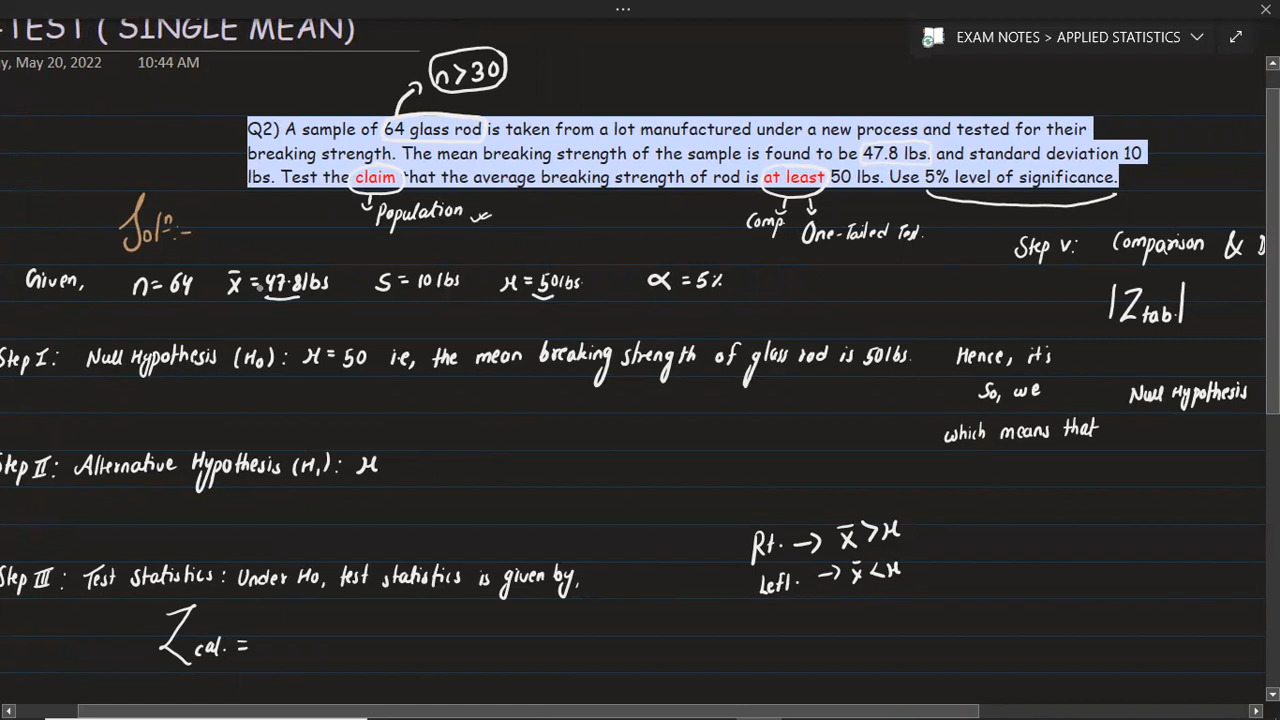 -TEST ( SINGLE MEAN)
y, May 20, 2022 10:44 AM
EXAM NOTES > APPLIED STATISTICS
n>30
Q2) A sample of 64 glass rod is taken from a lot manufactured under a new process and tested for their
breaking strength. The mean breaking strength of the sample is found to be 47.8 lbs. and standard deviation 10
lbs. Test the claim that the average breaking strength of rod is at least 50 lbs. Use 5% level of significance.
Population
Comp
One-Tailed Test.
Solⁿ:-
Step V: Comparison & D
Given, n = 64 x̄ = 47.8lbs S = 10 lbs μ = 50lbs. α = 5%
|Ztab.|
Step I: Null Hypothesis (H0): μ = 50 i.e, the mean breaking strength of glass rod is 50lbs.
Hence, it's
So, we Null Hypothesis
which means that
Step II: Alternative Hypothesis (H1): μ
Rt. → x̄ > μ
Left. → x̄ < μ
Step III: Test Statistics: Under Ho, test statistics is given by,
Zcal. =